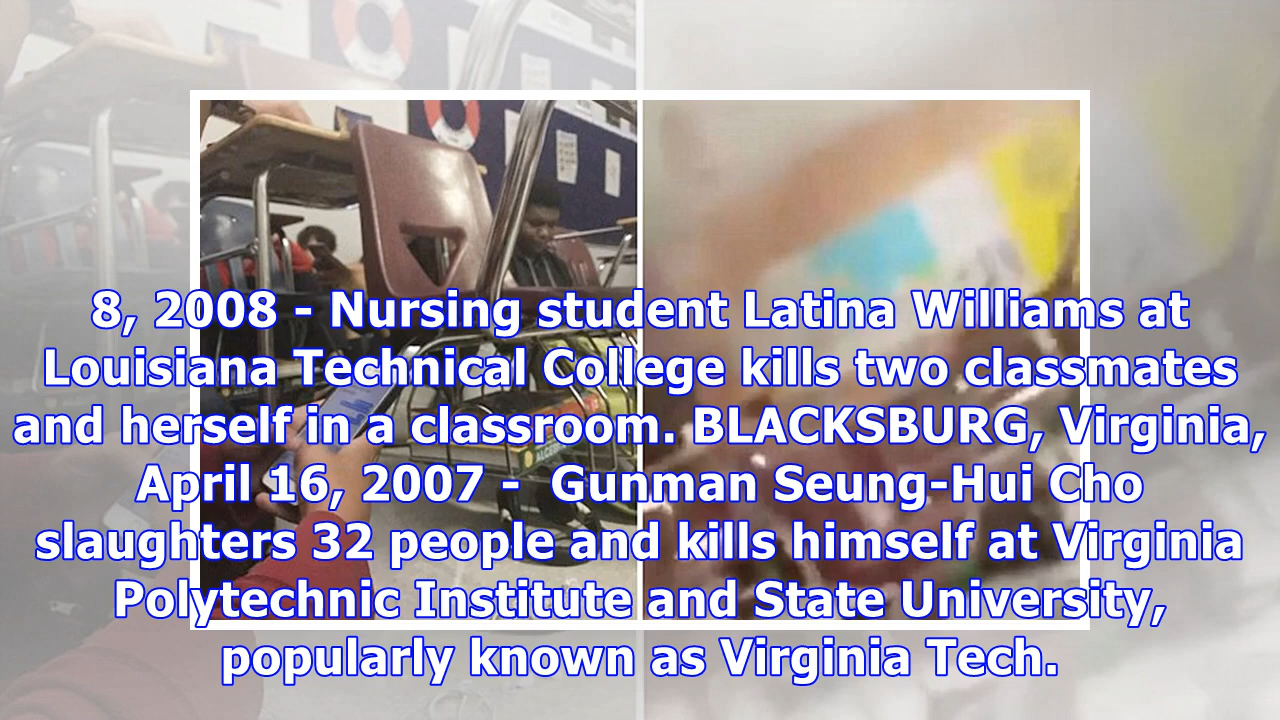 8, 2008 - Nursing student Latina Williams at
Louisiana Technical College kills two classmates
and herself in a classroom. BLACKSBURG, Virginia,
April 16, 2007 -  Gunman Seung-Hui Cho
slaughters 32 people and kills himself at Virginia
Polytechnic Institute and State University,
popularly known as Virginia Tech.